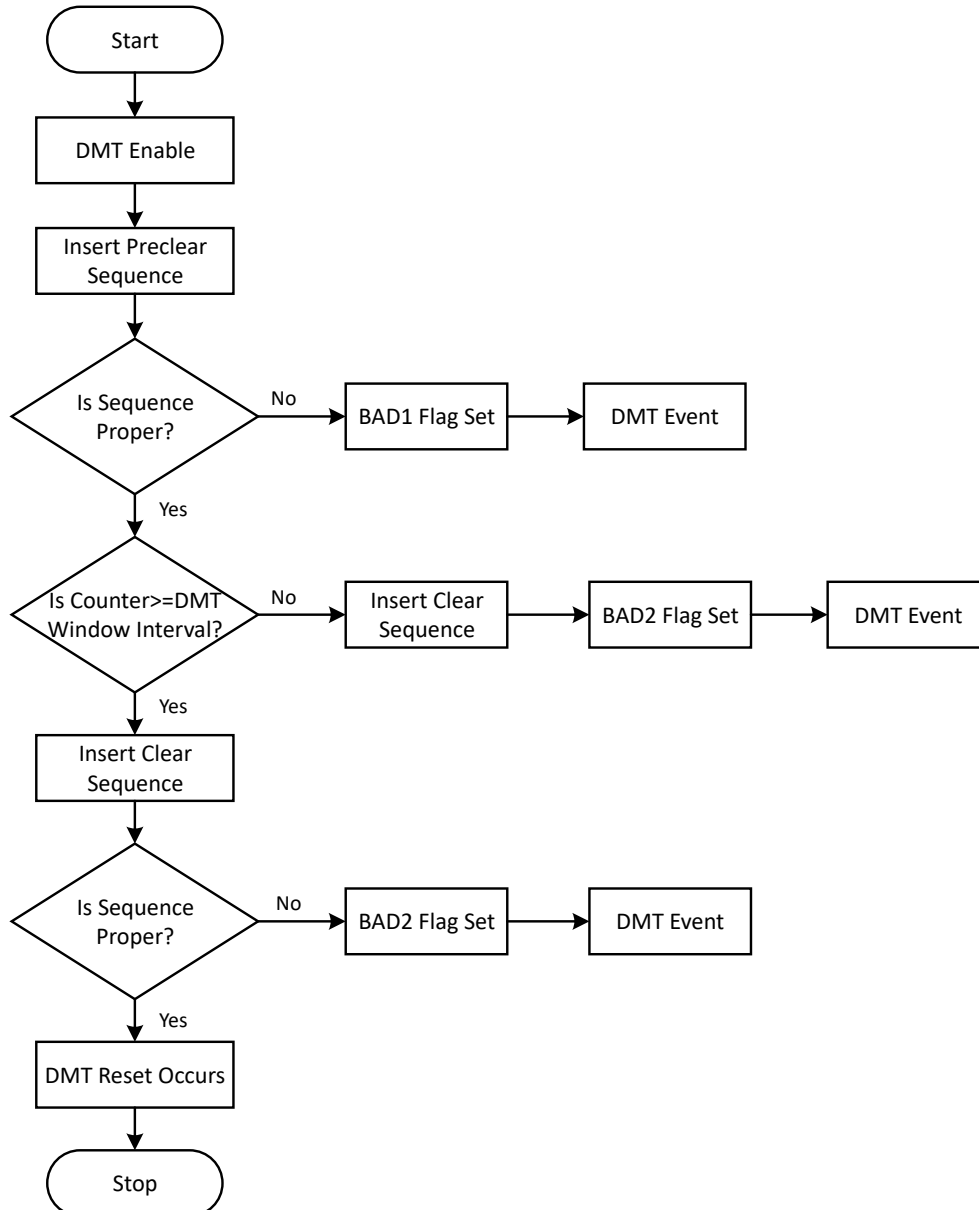 Start
DMT Enable
Insert Preclear
Sequence
Is Sequence
Proper?
No
BAD1 Flag Set
DMT Event
Yes
Is Counter>=DMT
Window Interval?
No
Insert Clear
Sequence
BAD2 Flag Set
DMT Event
Yes
Insert Clear
Sequence
Is Sequence
Proper?
No
BAD2 Flag Set
DMT Event
Yes
DMT Reset Occurs
Stop